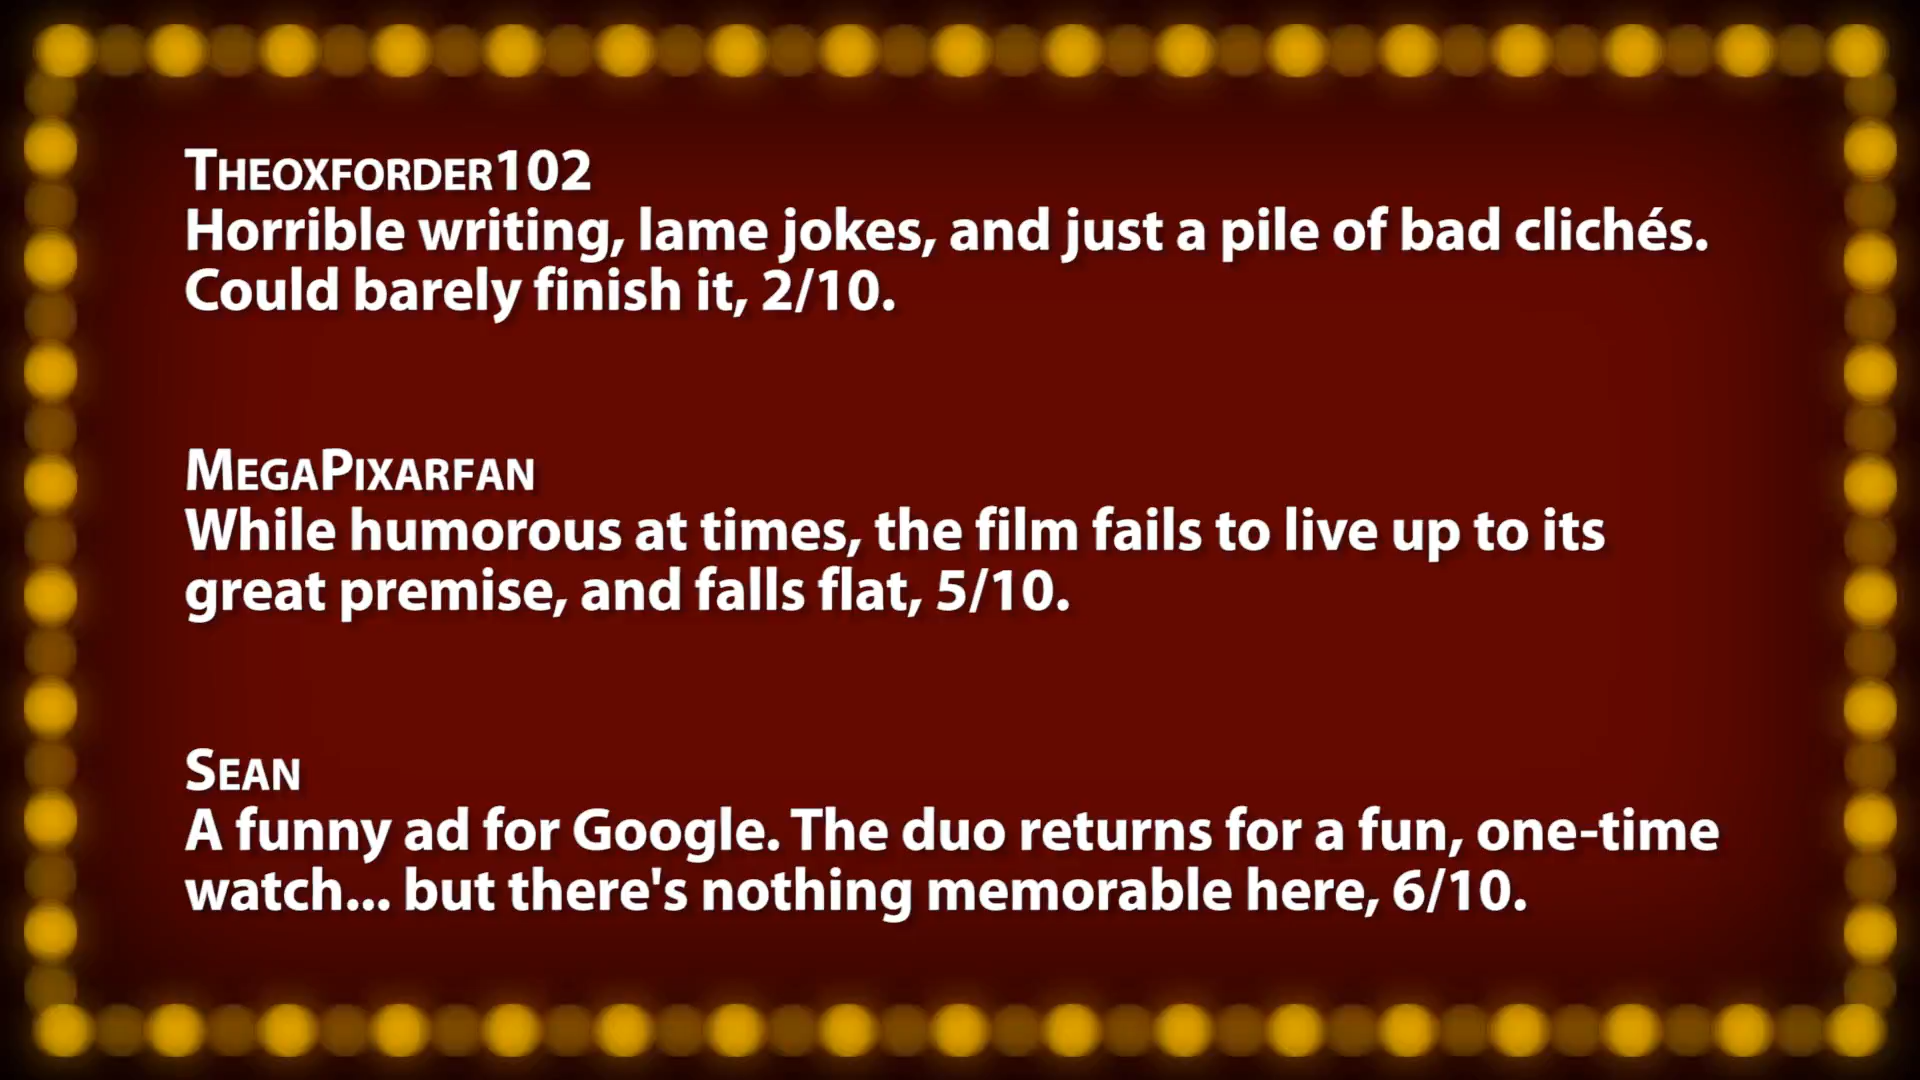 Theoxforder102
Horrible writing, lame jokes, and just a pile of bad clichés.
Could barely finish it, 2/10.
MegaPixarfan
While humorous at times, the film fails to live up to its
great premise, and falls flat, 5/10.
Sean
A funny ad for Google. The duo returns for a fun, one-time
watch... but there's nothing memorable here, 6/10.